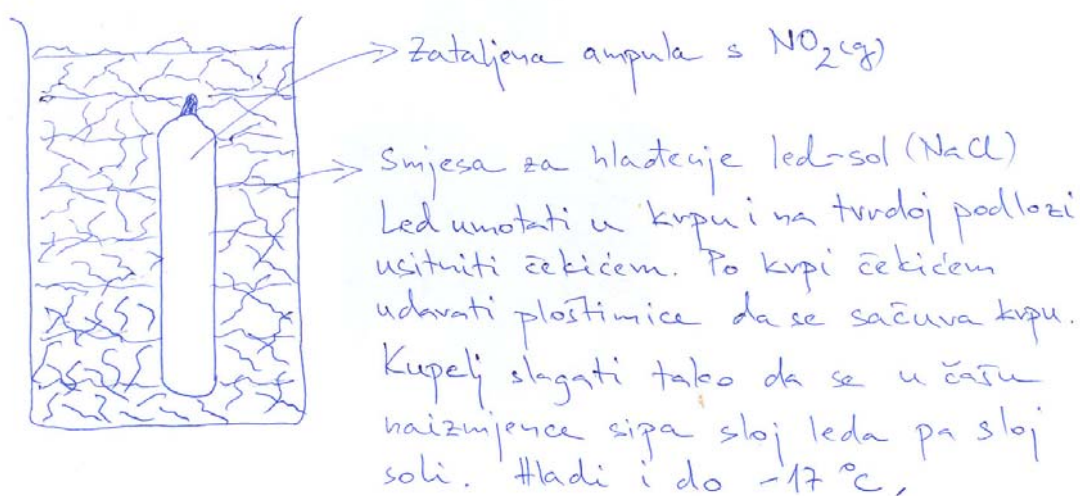 Zataljena ampula s NO₂(g)
Smjesa za hlađenje led-sol (NaCl)
Led umotati u krpu i na tvrdoj podlozi
usitniti čekićem. Po krpi čekićem
udarati ploštimice da se sačuva krpu.
Kupelj slagati tako da se u čašu
naizmjence sipa sloj leda pa sloj
soli. Hladi i do -17 °C,